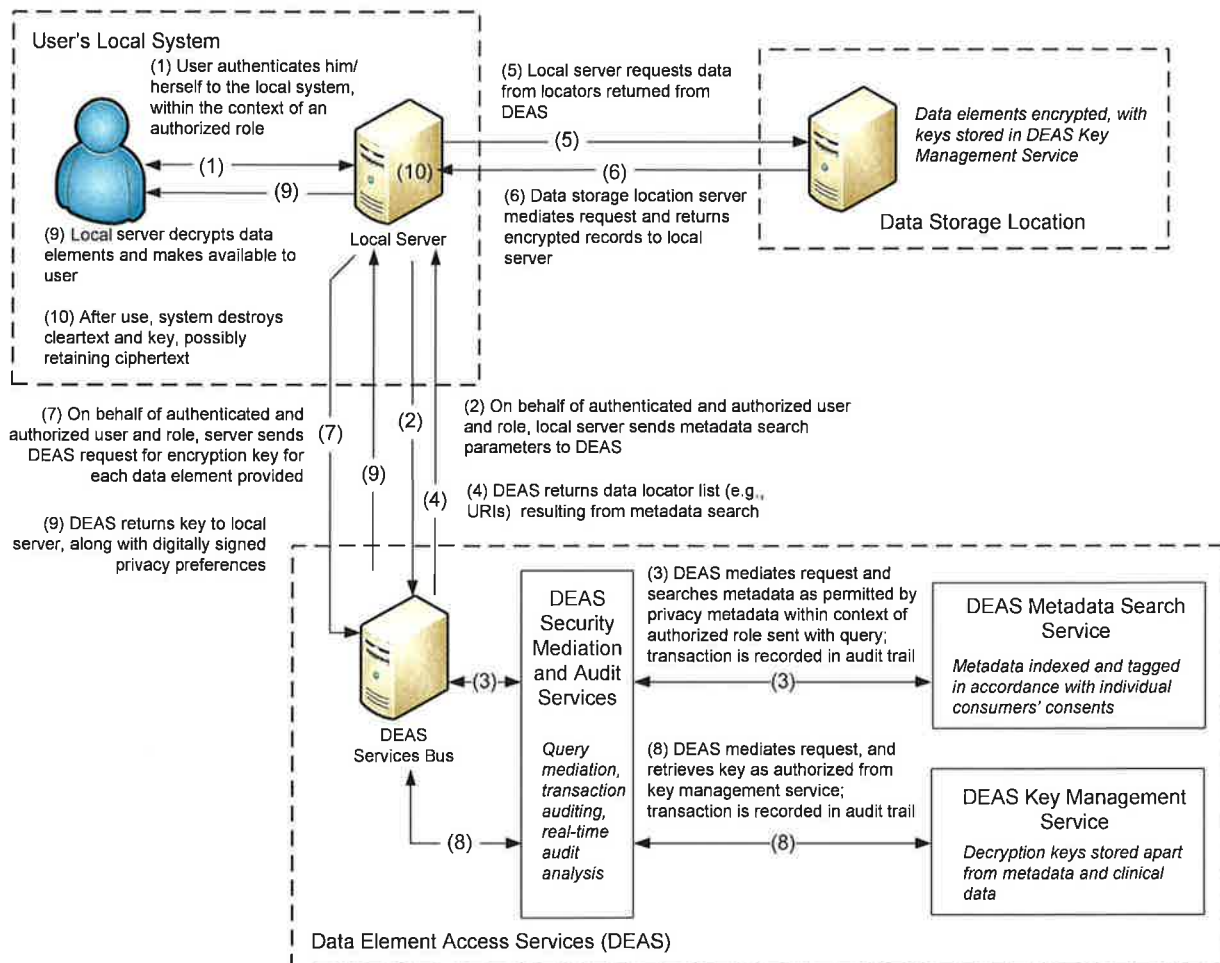 User's Local System
(1) User authenticates him/
herself to the local system,
within the context of an
authorized role
(1)
(9)
(10)
Local Server
(9) Local server decrypts data
elements and makes available to
user
(10) After use, system destroys
cleartext and key, possibly
retaining ciphertext
(5) Local server requests data
from locators returned from
DEAS
(5)
(6)
(6) Data storage location server
mediates request and returns
encrypted records to local
server
Data elements encrypted, with
keys stored in DEAS Key
Management Service
Data Storage Location
(7) On behalf of authenticated and
authorized user and role, server sends
DEAS request for encryption key for
each data element provided
(7)
(9)
(2)
(4)
(2) On behalf of authenticated and authorized user
and role, local server sends metadata search
parameters to DEAS
(4) DEAS returns data locator list (e.g.,
URIs) resulting from metadata search
(9) DEAS returns key to local
server, along with digitally signed
privacy preferences
DEAS
Services Bus
(3)
(8)
DEAS
Security
Mediation
and Audit
Services
Query
mediation,
transaction
auditing,
real-time
audit
analysis
(3) DEAS mediates request and
searches metadata as permitted by
privacy metadata within context of
authorized role sent with query;
transaction is recorded in audit trail
(3)
DEAS Metadata Search
Service
Metadata indexed and tagged
in accordance with individual
consumers' consents
(8) DEAS mediates request, and
retrieves key as authorized from
key management service;
transaction is recorded in audit trail
(8)
DEAS Key Management
Service
Decryption keys stored apart
from metadata and clinical
data
Data Element Access Services (DEAS)